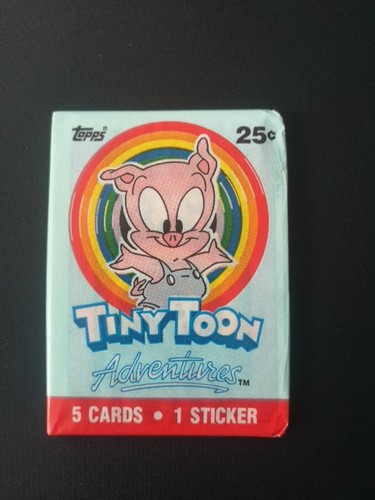 Topps®
25¢
TINY TOON
Adventures™
5 CARDS • 1 STICKER